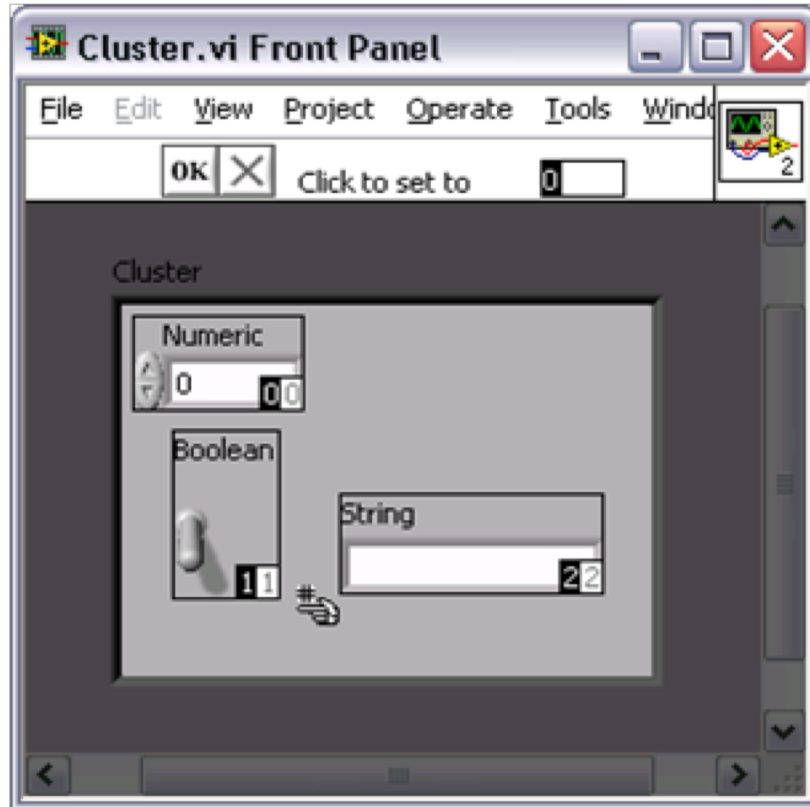 Cluster.vi Front Panel
File Edit View Project Operate Tools Windo
2
OK Click to set to 0
Cluster
Numeric
0
0 0
Boolean
1 1
String
2 2
#